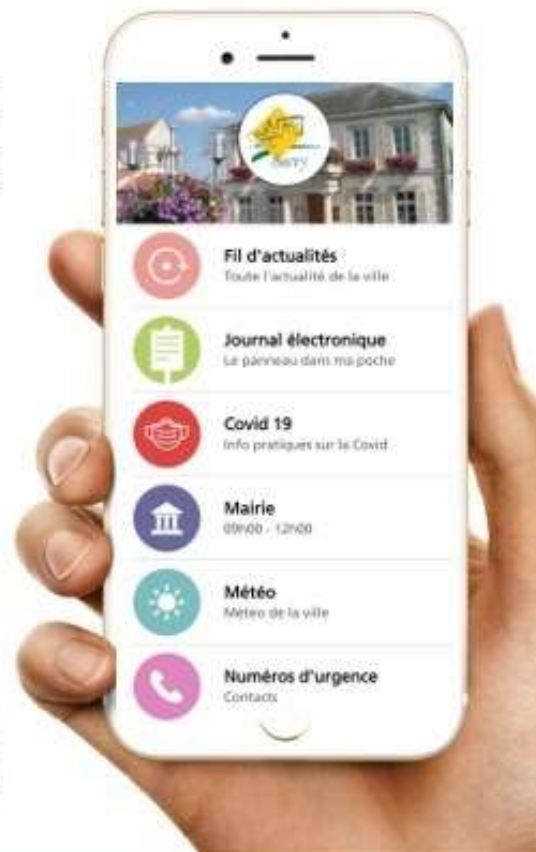 Fil d'actualités
Toute l'actualité de la ville
Journal électronique
Le panneau dans ma poche
Covid 19
Info pratiques sur la Covid
Mairie
09h00 - 12h00
Météo
Météo de la ville
Numéros d'urgence
Contacts